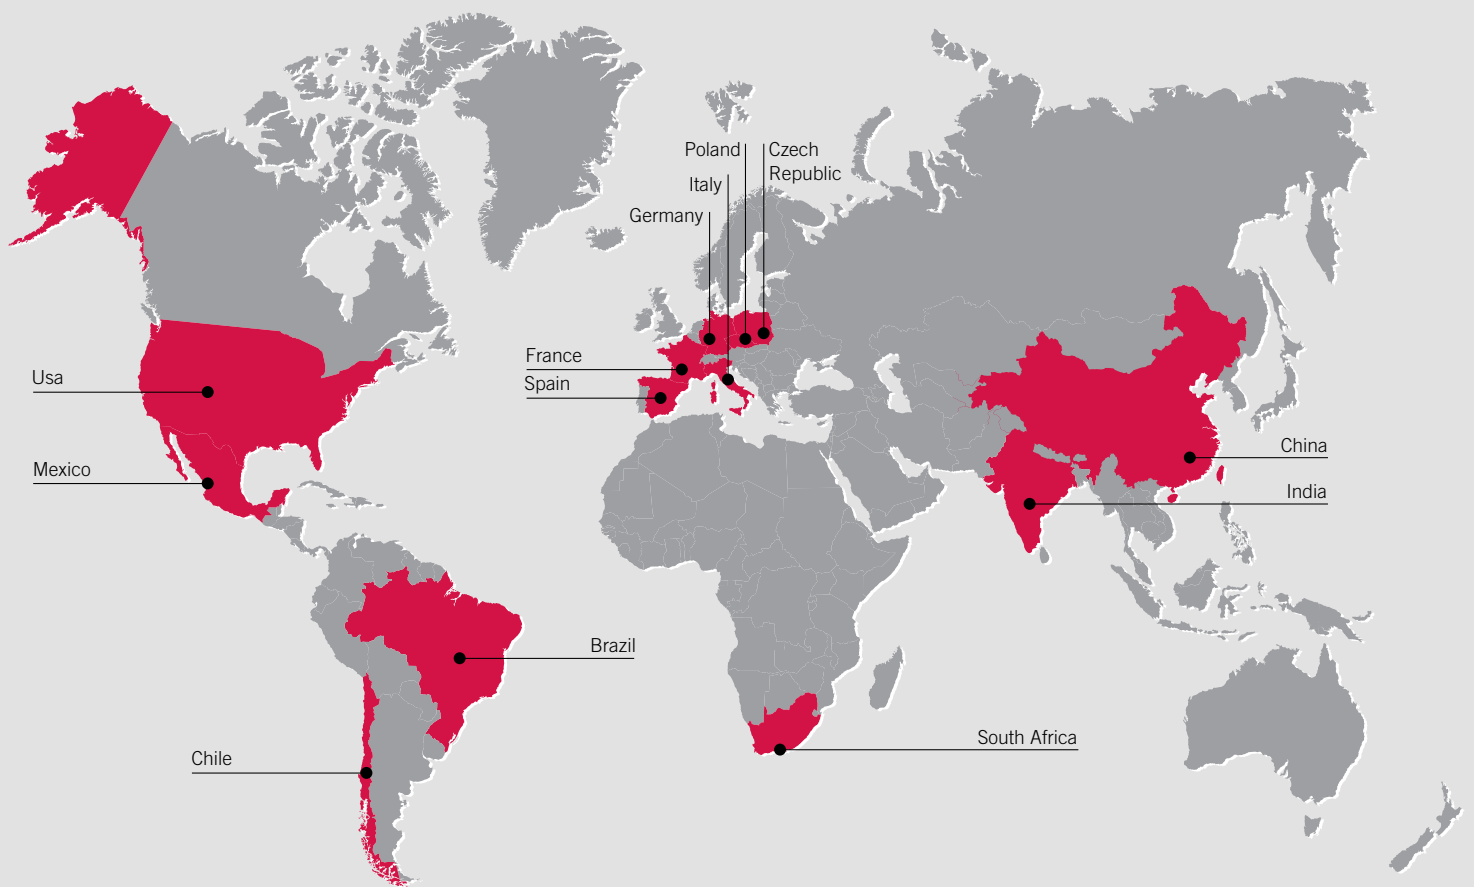 Poland
Czech
Republic
Italy
Germany
France
Spain
Usa
Mexico
China
India
Brazil
South Africa
Chile